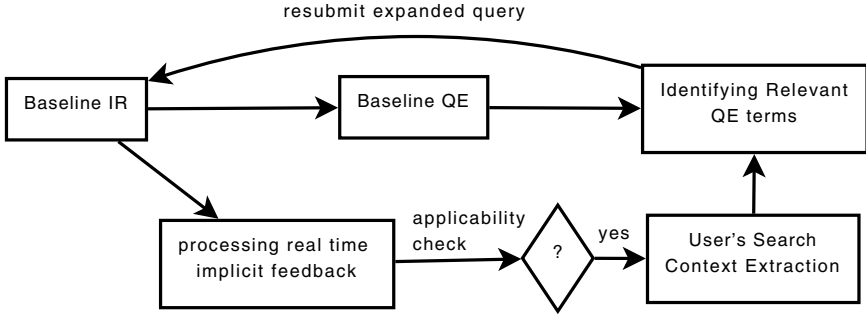 resubmit expanded query
Baseline IR
Baseline QE
Identifying Relevant
QE terms
processing real time
implicit feedback
applicability
check
?
yes
User's Search
Context Extraction